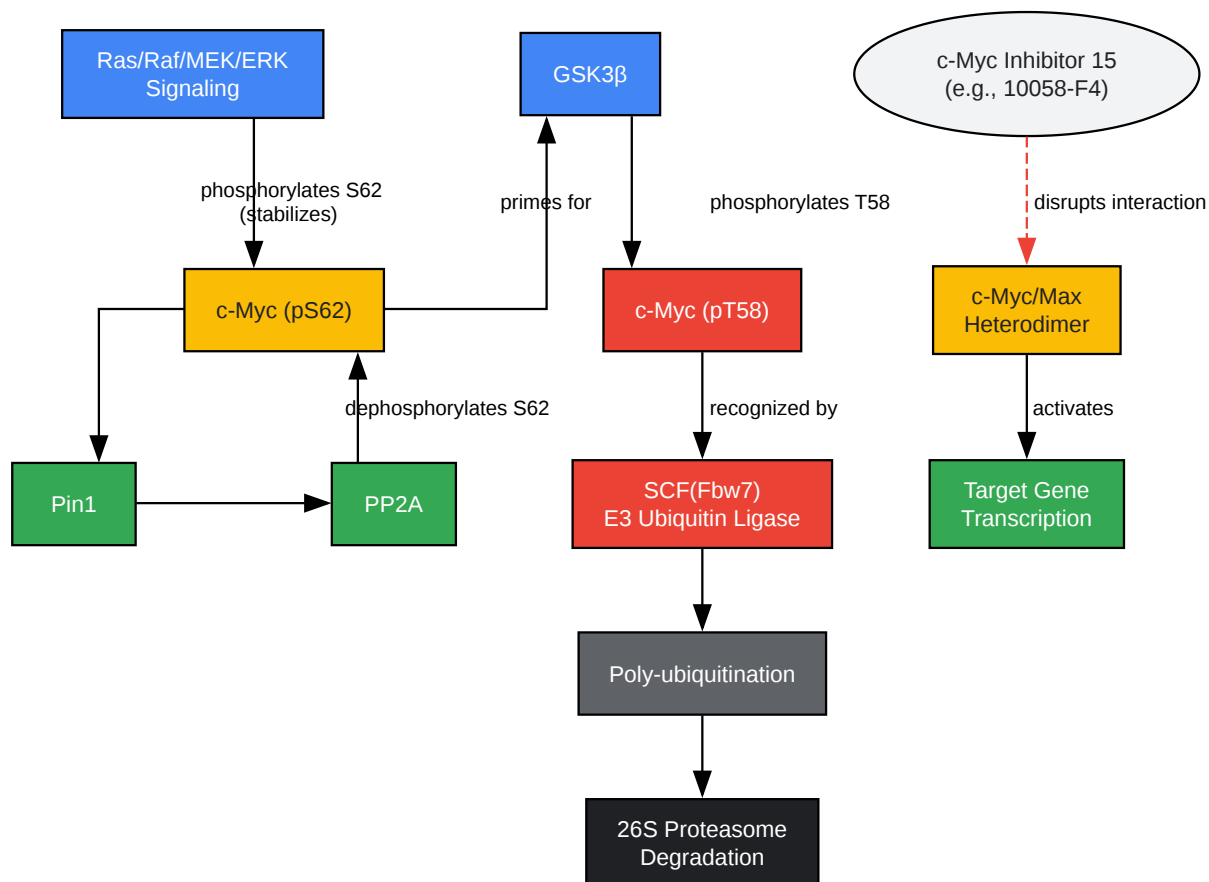 Ras/Raf/MEK/ERK
Signaling
GSK3β
c-Myc Inhibitor 15
(e.g., 10058-F4)
phosphorylates S62
(stabilizes)
primes for
phosphorylates T58
disrupts interaction
c-Myc (pS62)
c-Myc (pT58)
c-Myc/Max
Heterodimer
dephosphorylates S62
recognized by
activates
Pin1
PP2A
SCF(Fbw7)
E3 Ubiquitin Ligase
Target Gene
Transcription
Poly-ubiquitination
26S Proteasome
Degradation